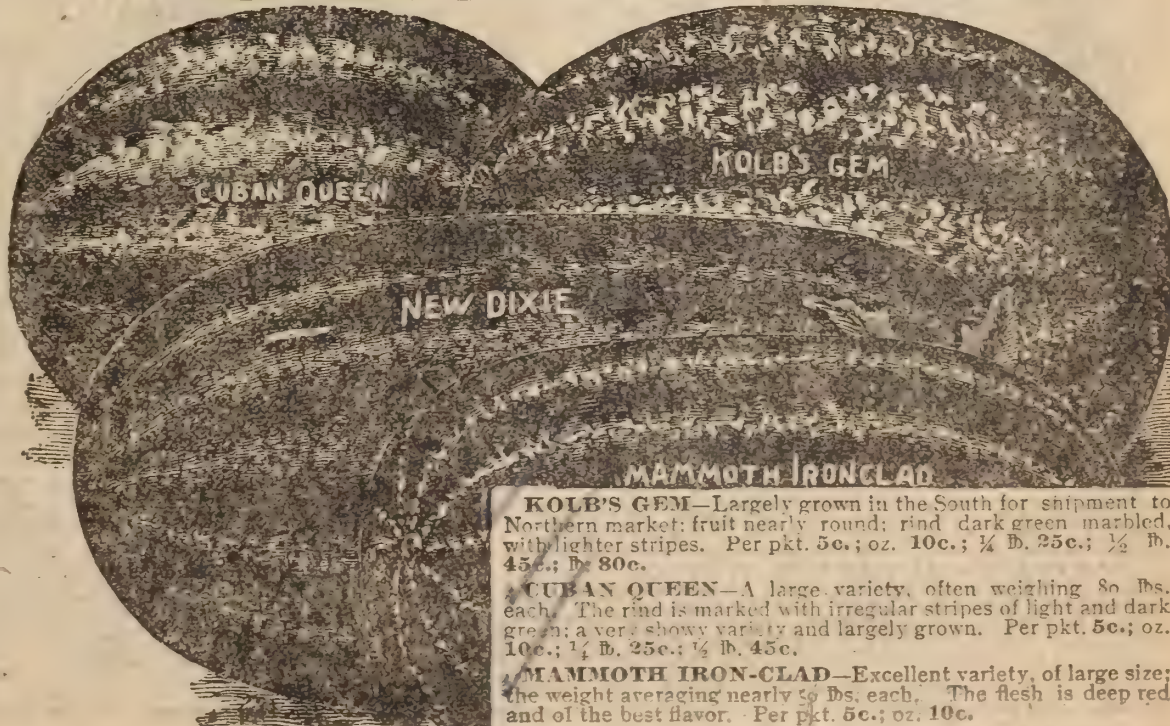 CUBAN QUEEN
KOLB'S GEM
NEW DIXIE
MAMMOTH IRONCLAD
KOLB'S GEM—Largely grown in the South for shipment to
Northern market; fruit nearly round; rind dark green marbled
with lighter stripes. Per pkt. 5c.; oz. 10c.; ¼ lb. 25c.; ½ lb.
45c.; lb. 80c.
CUBAN QUEEN—A large variety, often weighing 80 lbs.
each. The rind is marked with irregular stripes of light and dark
green; a very showy variety and largely grown. Per pkt. 5c.; oz.
10c.; ¼ lb. 25c.; ½ lb. 45c.
MAMMOTH IRON-CLAD—Excellent variety, of large size;
the weight averaging nearly lbs. each. The flesh is deep red
and of the best flavor. Per pkt. 5c.; oz. 10c.